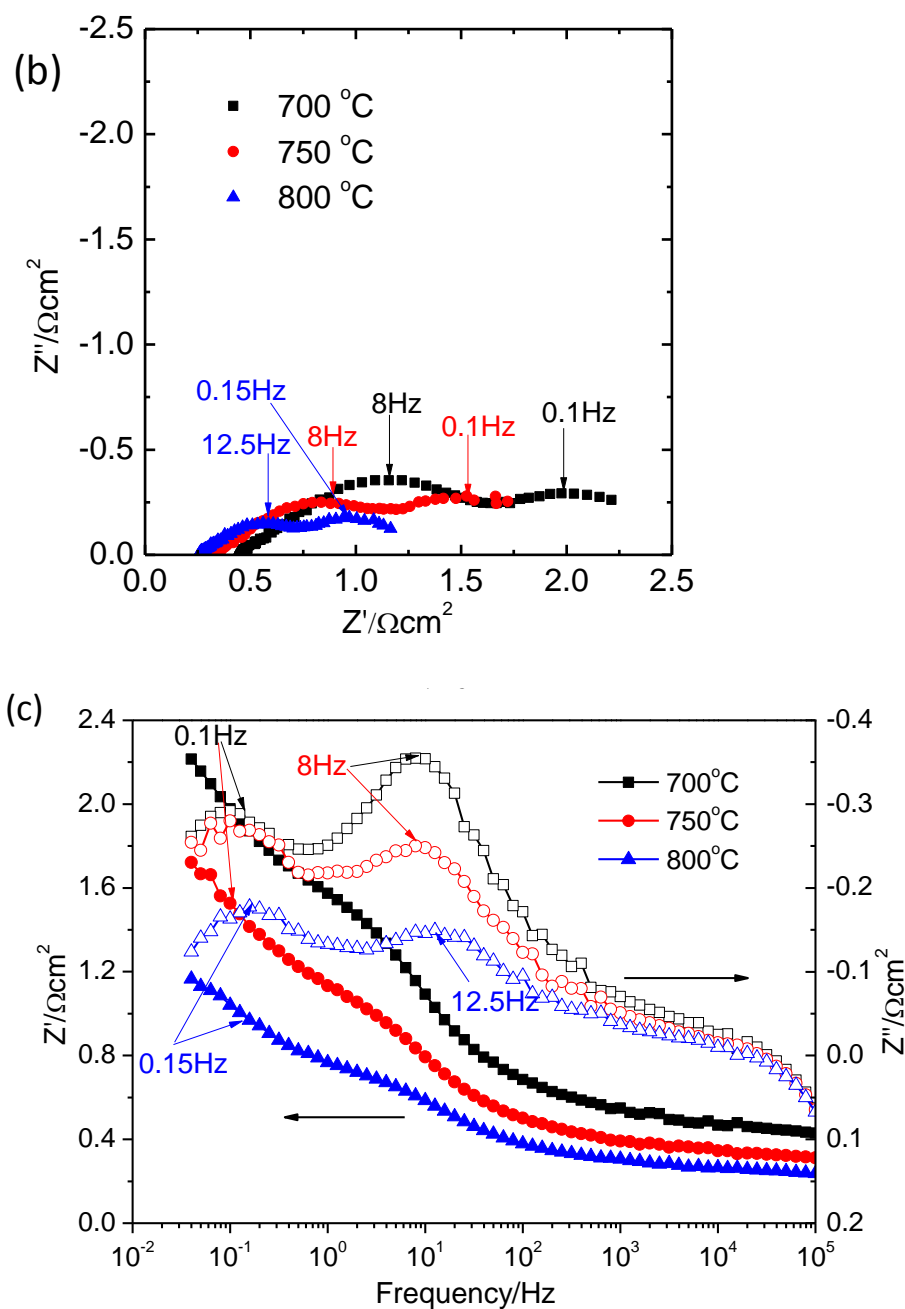 (b)
-2.5
-2.0
-1.5
-1.0
-0.5
0.0
Z''/Ωcm²
700 °C
750 °C
800 °C
0.15Hz
8Hz
0.1Hz
12.5Hz
8Hz
0.1Hz
0.0 0.5 1.0 1.5 2.0 2.5
Z'/Ωcm²
(c)
2.4
2.0
1.6
1.2
0.8
0.4
0.0
Z'/Ωcm²
0.1Hz
8Hz
700°C
750°C
800°C
12.5Hz
0.15Hz
-0.4
-0.3
-0.2
-0.1
0.0
0.1
0.2
Z''/Ωcm²
10⁻² 10⁻¹ 10⁰ 10¹ 10² 10³ 10⁴ 10⁵
Frequency/Hz